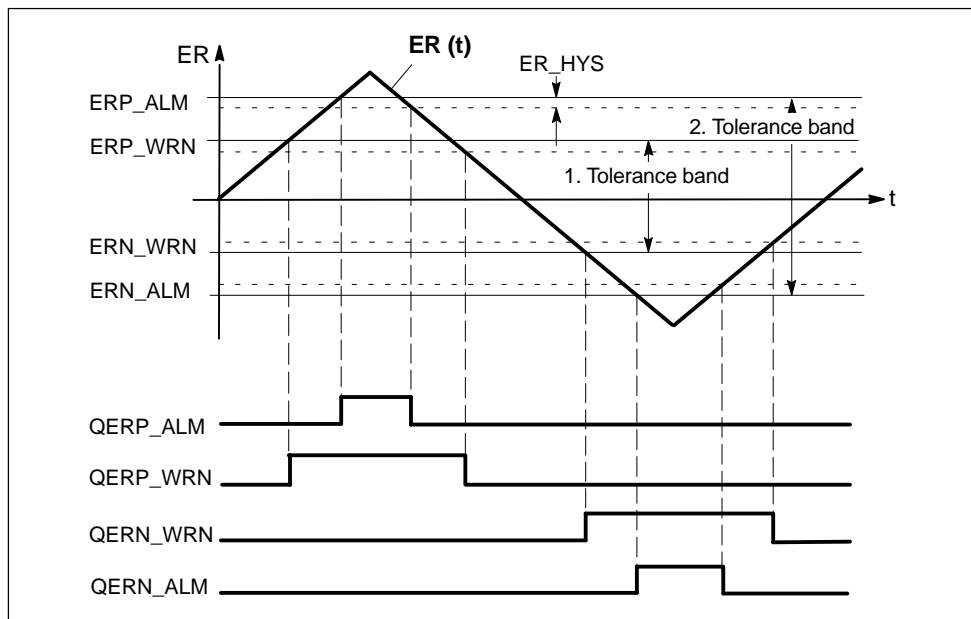 ER
ER (t)
ER_HYS
ERP_ALM
2. Tolerance band
ERP_WRN
1. Tolerance band
t
ERN_WRN
ERN_ALM
QERP_ALM
QERP_WRN
QERN_WRN
QERN_ALM